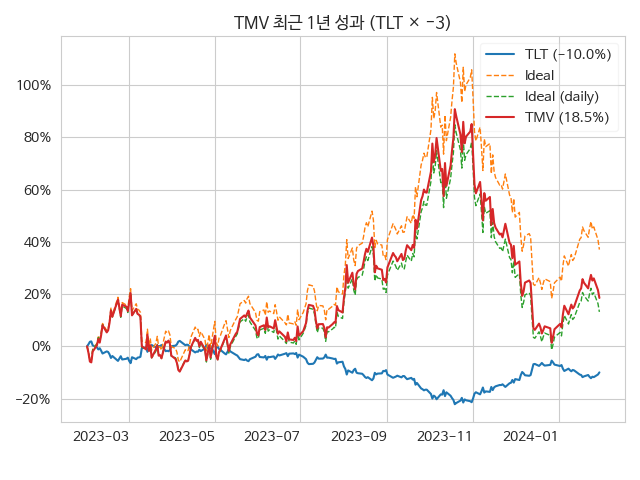 TMV 최근 1년 성과 (TLT × −3)
TLT (−10.0%)
Ideal
Ideal (daily)
TMV (18.5%)
100%
80%
60%
40%
20%
0%
−20%
2023−03
2023−05
2023−07
2023−09
2023−11
2024−01